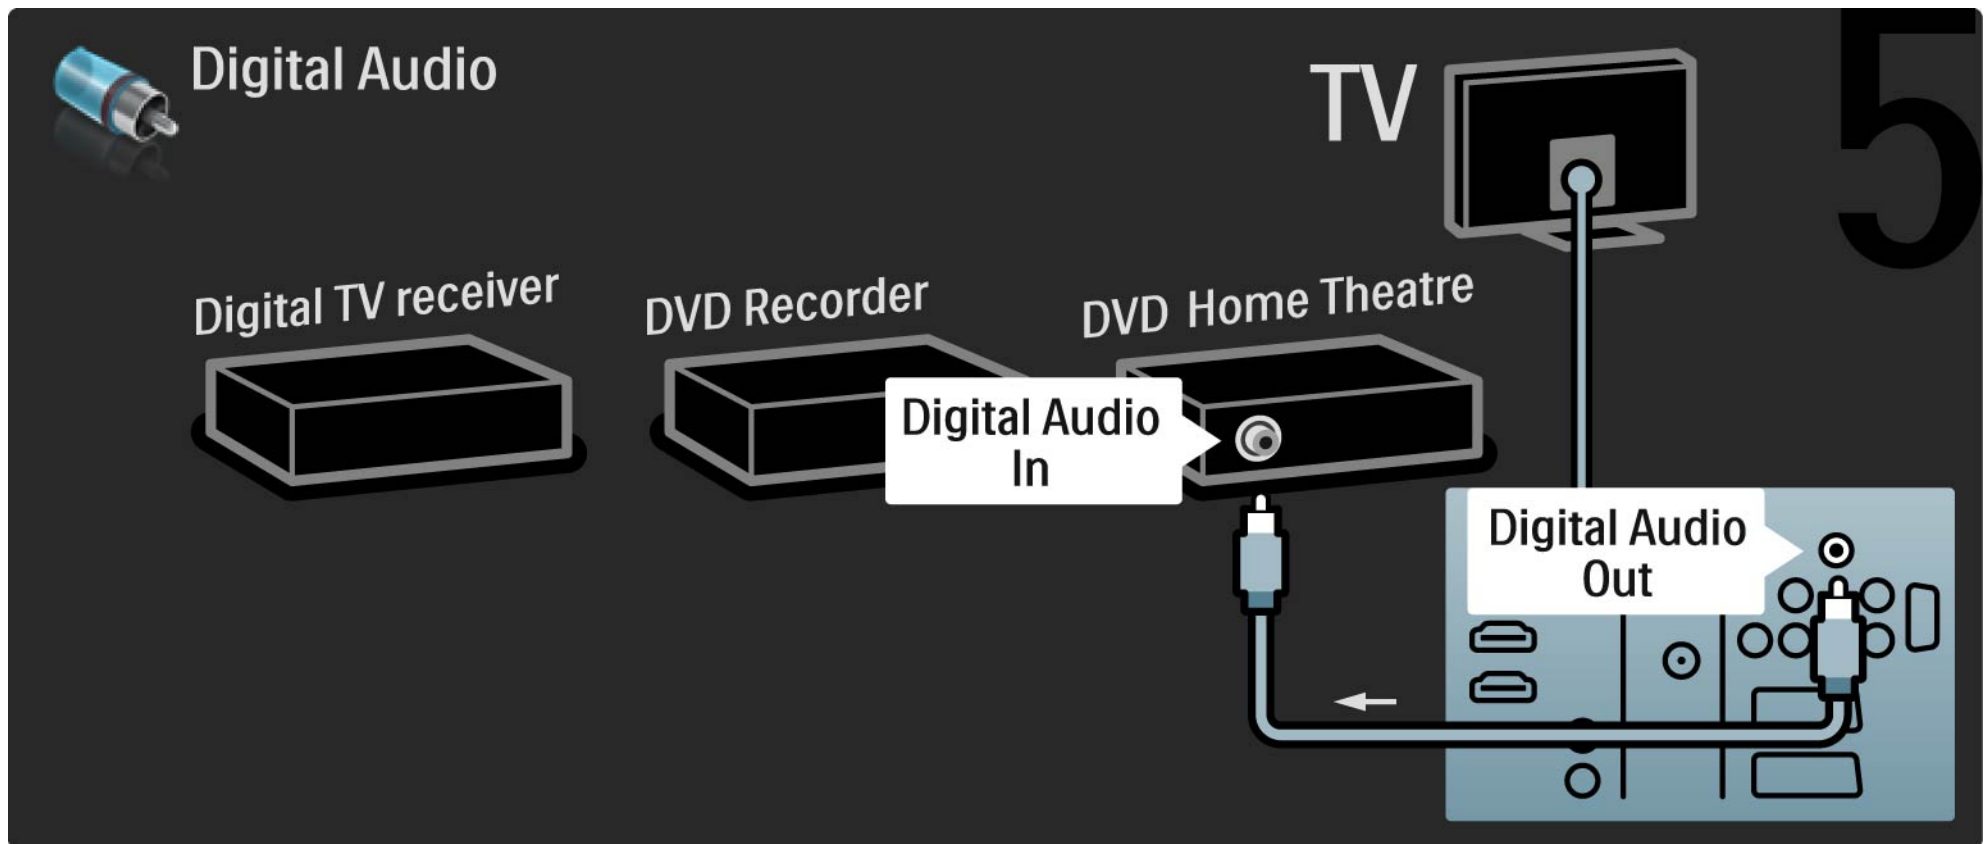 Digital Audio
TV
5
Digital TV receiver
DVD Recorder
DVD Home Theatre
Digital Audio
In
Digital Audio
Out